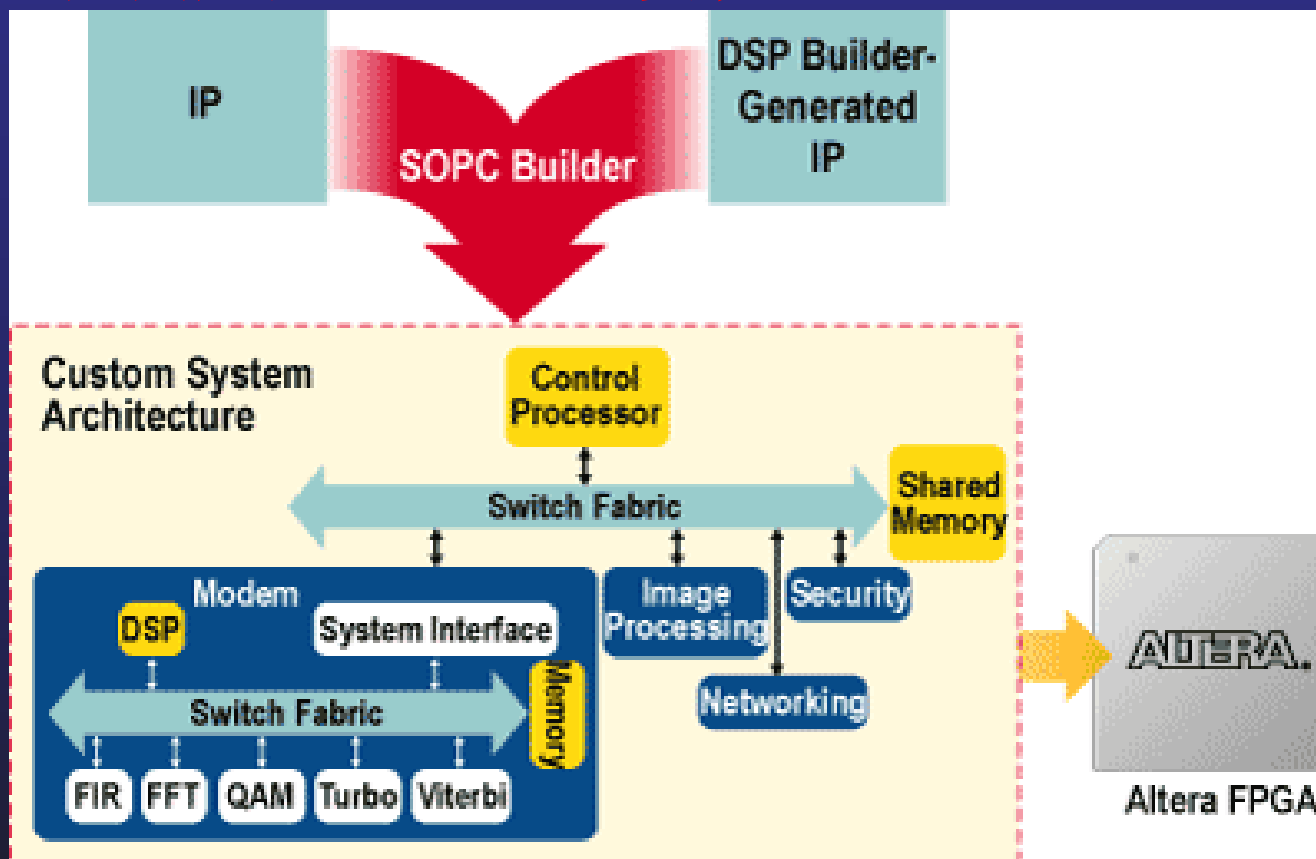 IP
DSP Builder-
Generated
IP
SOPC Builder
Custom System
Architecture
Control
Processor
Switch Fabric
Shared
Memory
Modem
DSP
System Interface
Memory
Switch Fabric
FIR
FFT
QAM
Turbo
Viterbi
Image
Processing
Security
Networking
ALTERA
Altera FPGA